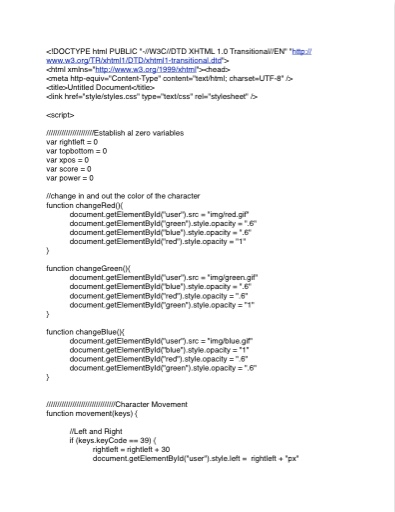 <!DOCTYPE html PUBLIC "-//W3C//DTD XHTML 1.0 Transitional//EN" "http://
www.w3.org/TR/xhtml1/DTD/xhtml1-transitional.dtd">
<html xmlns="http://www.w3.org/1999/xhtml"><head>
<meta http-equiv="Content-Type" content="text/html; charset=UTF-8" />
<title>Untitled Document</title>
<link href="style/styles.css" type="text/css" rel="stylesheet" />
<script>
//////////////////////Establish al zero variables
var rightleft = 0
var topbottom = 0
var xpos = 0
var score = 0
var power = 0
//change in and out the color of the character
function changeRed(){
document.getElementById("user").src = "img/red.gif"
document.getElementById("green").style.opacity = ".6"
document.getElementById("blue").style.opacity = ".6"
document.getElementById("red").style.opacity = "1"
}
function changeGreen(){
document.getElementById("user").src = "img/green.gif"
document.getElementById("blue").style.opacity = ".6"
document.getElementById("red").style.opacity = ".6"
document.getElementById("green").style.opacity = "1"
}
function changeBlue(){
document.getElementById("user").src = "img/blue.gif"
document.getElementById("blue").style.opacity = "1"
document.getElementById("red").style.opacity = ".6"
document.getElementById("green").style.opacity = ".6"
}
////////////////////////////////Character Movement
function movement(keys) {
//Left and Right
if (keys.keyCode == 39) {
rightleft = rightleft + 30
document.getElementById("user").style.left = rightleft + "px"